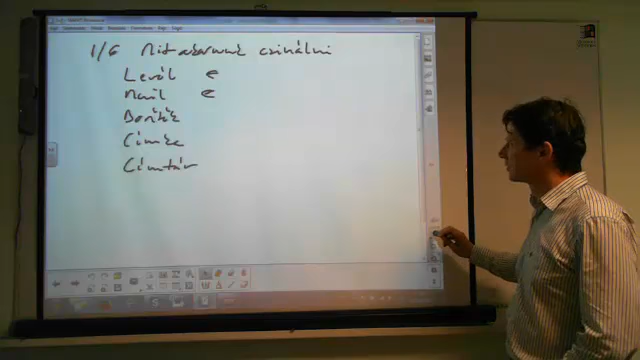 1/6 Mit akarunk csinálni
Levél e
Mail e
Boríték
Címke
Címtár